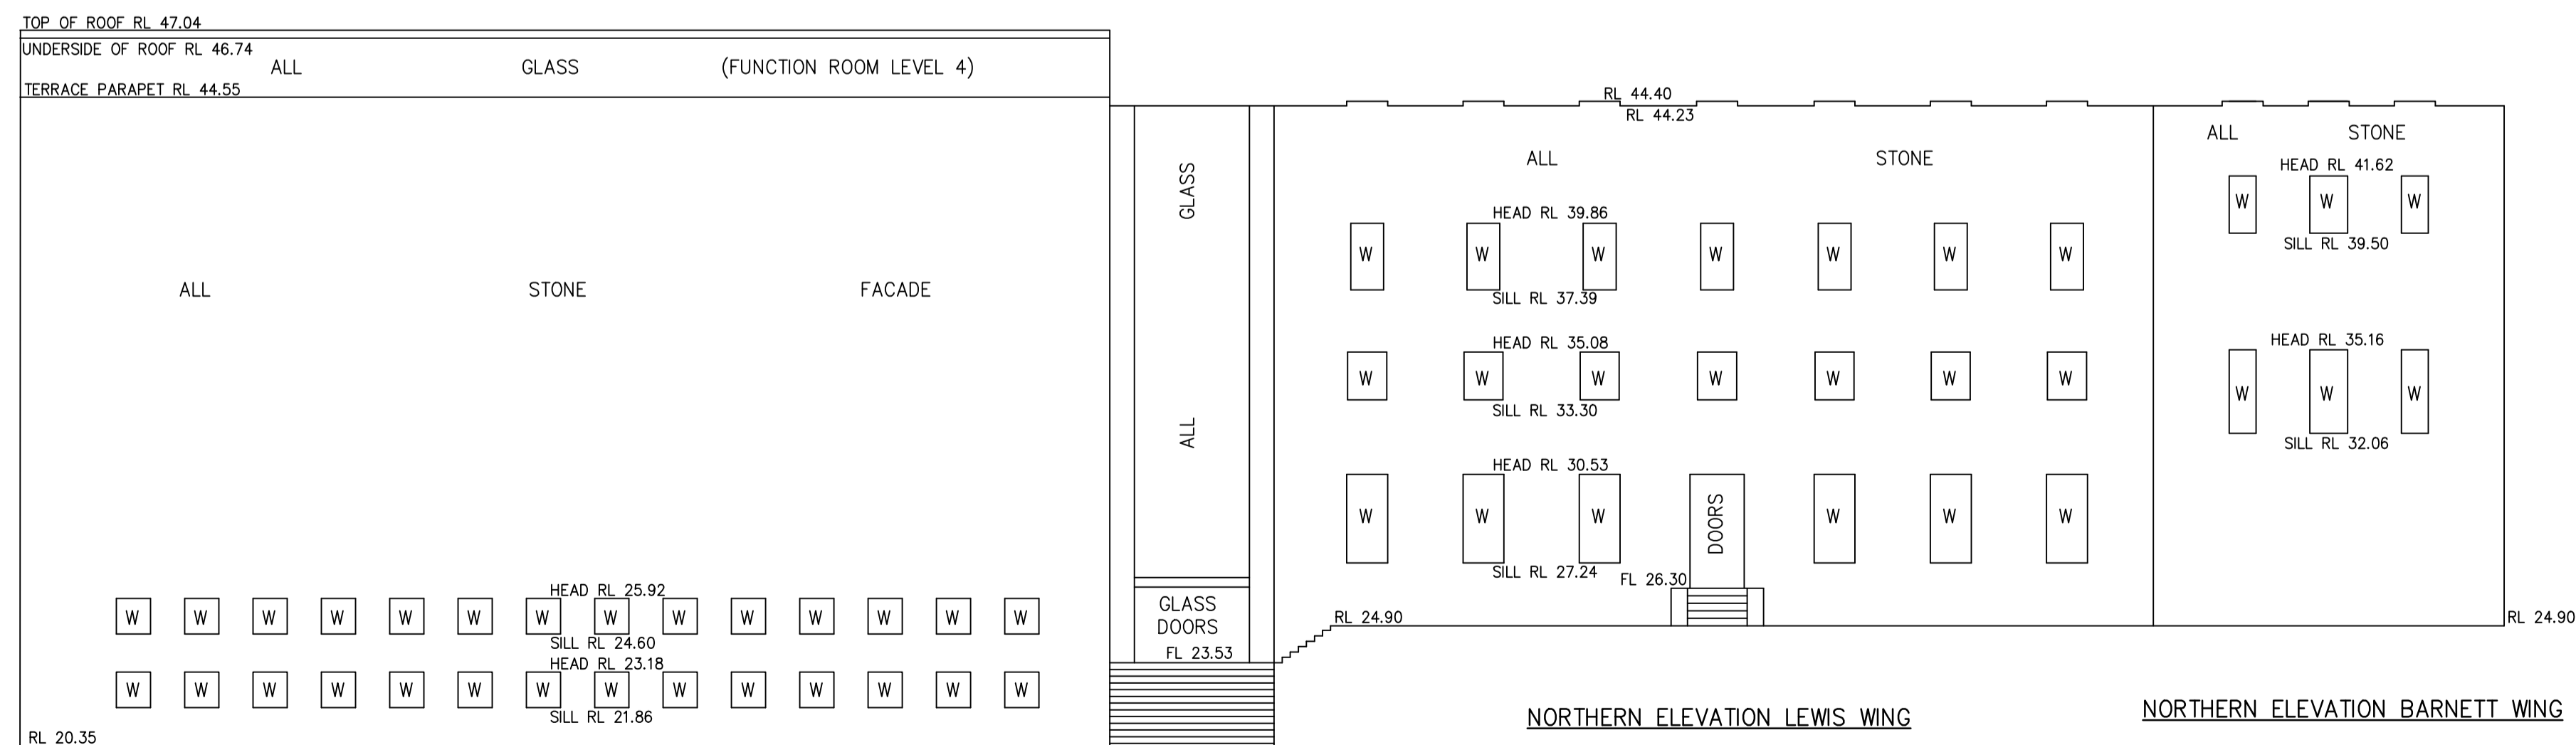 TOP OF ROOF RL 47.04
UNDERSIDE OF ROOF RL 46.74
ALL GLASS (FUNCTION ROOM LEVEL 4)
TERRACE PARAPET RL 44.55
ALL STONE FACADE
HEAD RL 25.92
W W W W W W W W W W W W W W
SILL RL 24.60
HEAD RL 23.18
W W W W W W W W W W W W W W
SILL RL 21.86
RL 20.35
GLASS
ALL
GLASS
DOORS
FL 23.53
RL 44.40
RL 44.23
ALL STONE
HEAD RL 39.86
W W W W W W W
SILL RL 37.39
HEAD RL 35.08
W W W W W W W
SILL RL 33.30
HEAD RL 30.53
W W W DOORS W W W
SILL RL 27.24
FL 26.30
RL 24.90
NORTHERN ELEVATION LEWIS WING
ALL STONE
HEAD RL 41.62
W W W
SILL RL 39.50
HEAD RL 35.16
W W W
SILL RL 32.06
RL 24.90
NORTHERN ELEVATION BARNETT WING